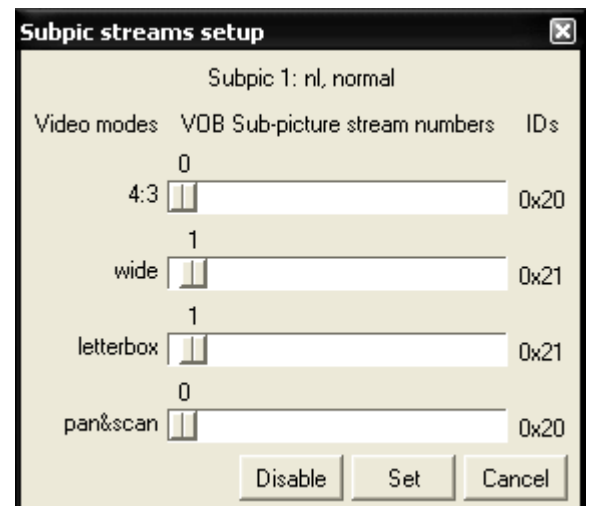 Subpic streams setup
Subpic 1: nl, normal
Video modes VOB Sub-picture stream numbers IDs
0
4:3 0x20
1
wide 0x21
1
letterbox 0x21
0
pan&scan 0x20
Disable Set Cancel